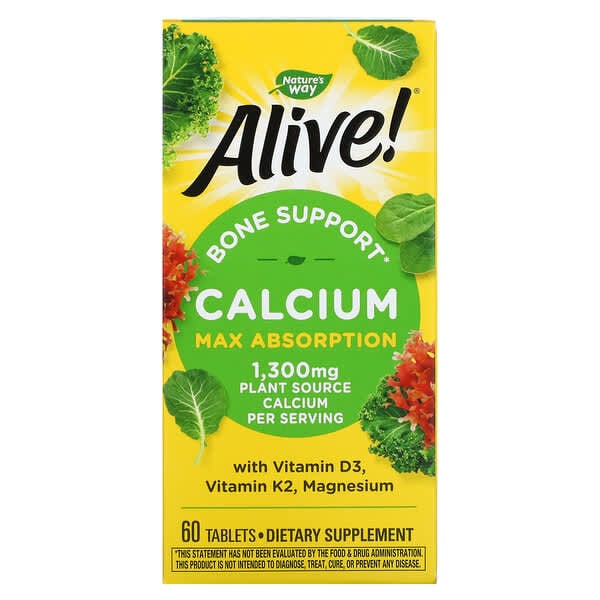 Nature's
Way
Alive!®
BONE SUPPORT*
CALCIUM
MAX ABSORPTION
1,300mg
PLANT SOURCE
CALCIUM
PER SERVING
with Vitamin D3,
Vitamin K2, Magnesium
60 TABLETS • DIETARY SUPPLEMENT
*THIS STATEMENT HAS NOT BEEN EVALUATED BY THE FOOD & DRUG ADMINISTRATION.
THIS PRODUCT IS NOT INTENDED TO DIAGNOSE, TREAT, CURE, OR PREVENT ANY DISEASE.